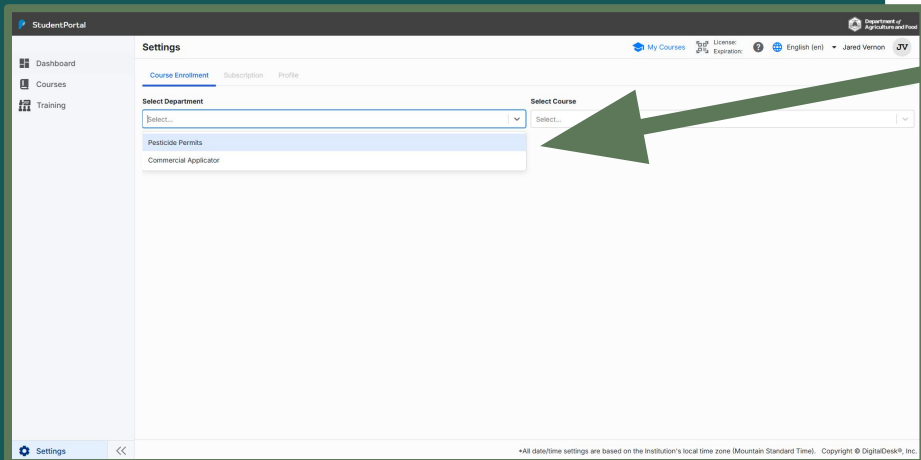 StudentPortal
Department of
Agriculture and Food
Settings
My Courses
License:
Expiration:
?
English (en)
Jared Vernon
JV
Dashboard
Courses
Training
Course Enrollment
Subscription
Profile
Select Department
Select...
Select Course
Select...
Pesticide Permits
Commercial Applicator
Settings
*All date/time settings are based on the Institution's local time zone (Mountain Standard Time). Copyright © DigitalDesk®, Inc.